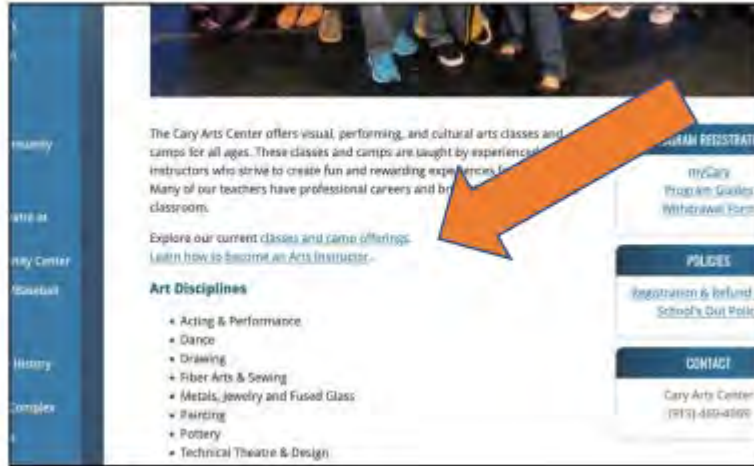 The Cary Arts Center offers visual, performing, and cultural arts classes and
camps for all ages. These classes and camps are taught by experienced
instructors who strive to create fun and rewarding experiences
Many of our teachers have professional careers and
classroom.
Explore our current classes and camp offerings.
Learn how to become an Arts Instructor.
Art Disciplines
• Acting & Performance
• Dance
• Drawing
• Fiber Arts & Sewing
• Metals, Jewelry and Fused Glass
• Painting
• Pottery
• Technical Theatre & Design
myCary
Program Guides
Withdrawal Form
POLICIES
Registration & Refund
School's Out
CONTACT
Cary Arts Center
Center
Baseball
History
Complex